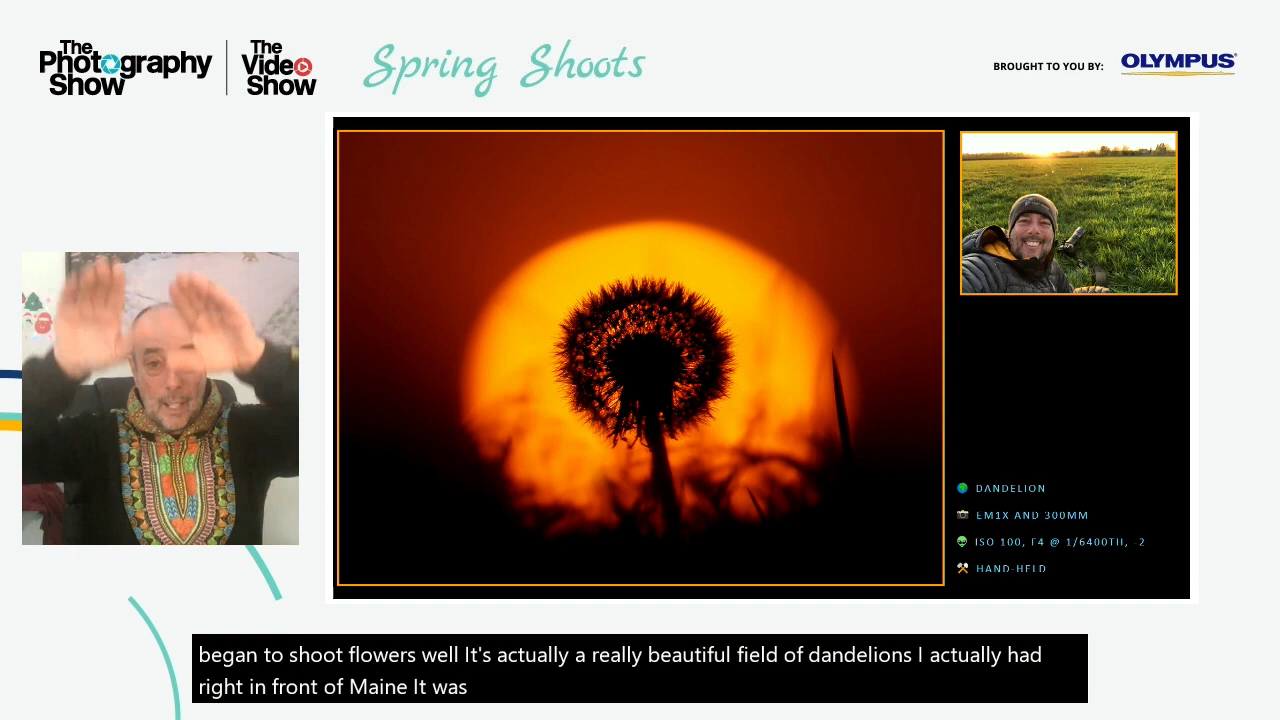 The
Photography
Show
The
Video
Show
Spring Shoots
BROUGHT TO YOU BY:
OLYMPUS
DANDELION
EM1X AND 300MM
ISO 100, F4 @ 1/6400TH, -2
HAND-HELD
began to shoot flowers well It's actually a really beautiful field of dandelions I actually had
right in front of Maine It was